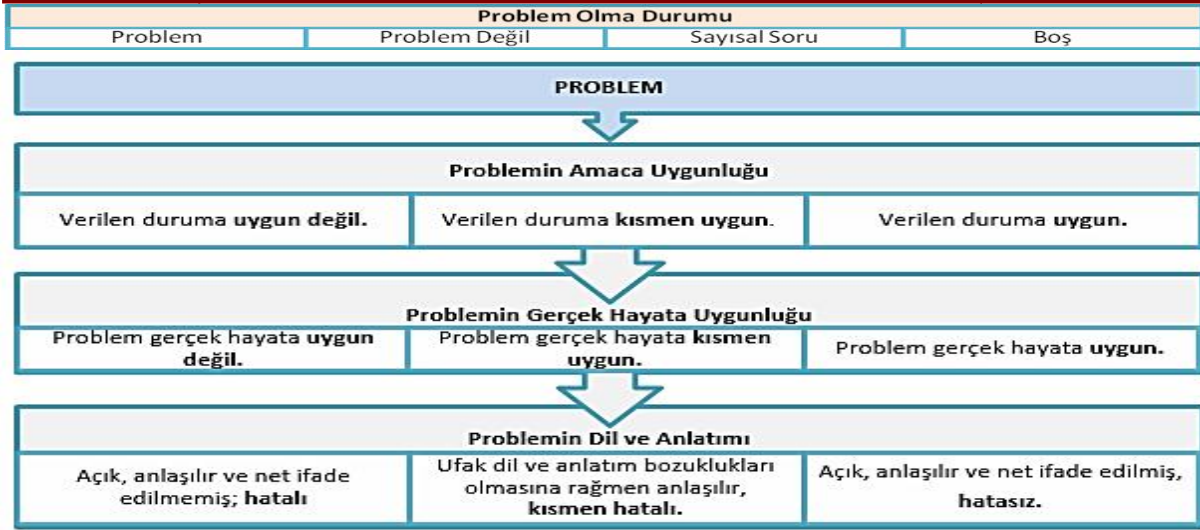 Problem Olma Durumu
Problem Problem Değil Sayısal Soru Boş
PROBLEM
Problemin Amaca Uygunluğu
Verilen duruma uygun değil. Verilen duruma kısmen uygun. Verilen duruma uygun.
Problemin Gerçek Hayata Uygunluğu
Problem gerçek hayata uygun
değil.
Problem gerçek hayata kısmen
uygun.
Problem gerçek hayata uygun.
Problemin Dil ve Anlatımı
Açık, anlaşılır ve net ifade
edilmemiş; hatalı
Ufak dil ve anlatım bozuklukları
olmasına rağmen anlaşılır,
kısmen hatalı.
Açık, anlaşılır ve net ifade edilmiş,
hatasız.